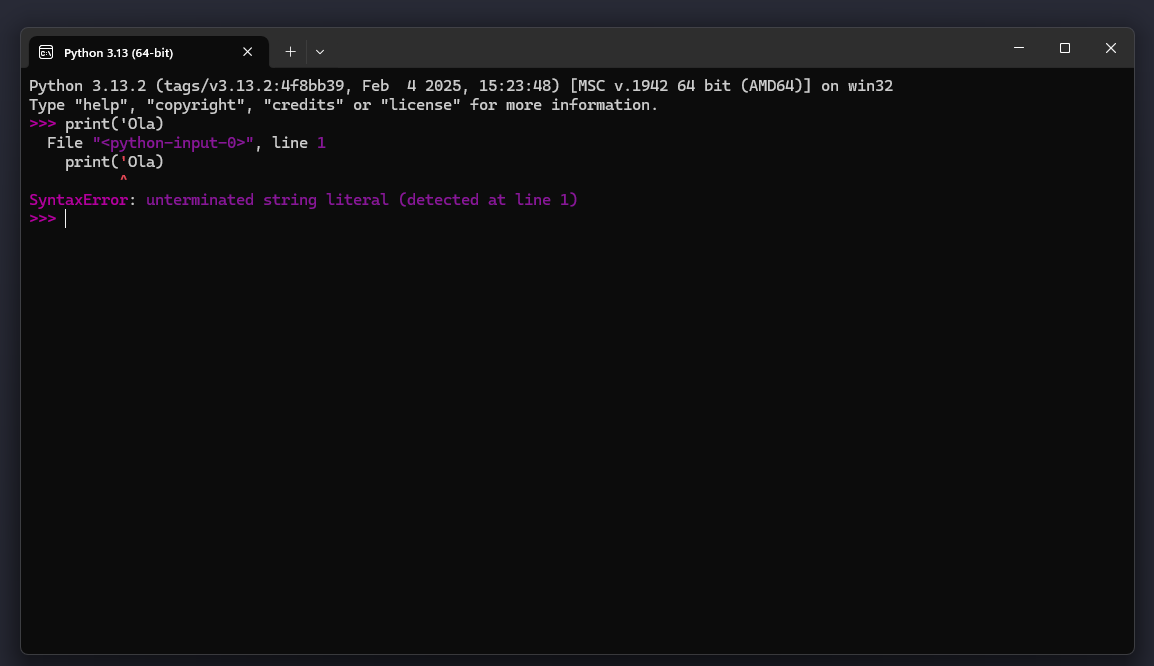 Python 3.13 (64-bit)
Python 3.13.2 (tags/v3.13.2:4f8bb39, Feb  4 2025, 15:23:48) [MSC v.1942 64 bit (AMD64)] on win32
Type "help", "copyright", "credits" or "license" for more information.
>>> print('Ola)
  File "<python-input-0>", line 1
    print('Ola)
          ^
SyntaxError: unterminated string literal (detected at line 1)
>>>